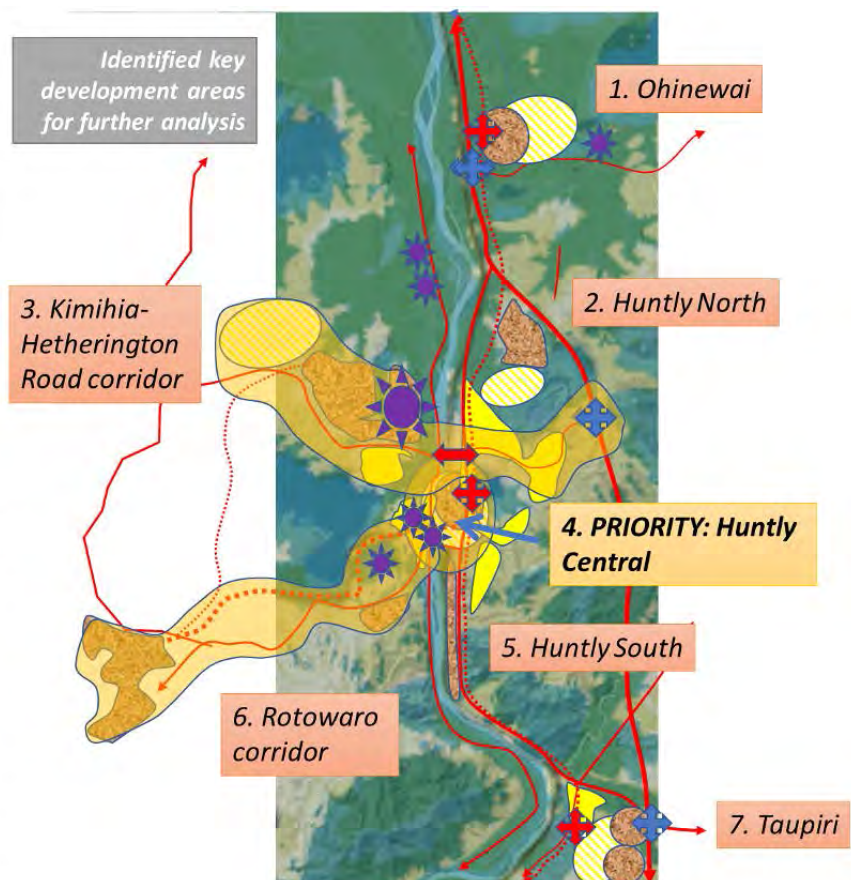 Identified key
development areas
for further analysis
1. Ohinewai
2. Huntly North
3. Kimihia-
Hetherington
Road corridor
4. PRIORITY: Huntly
Central
5. Huntly South
6. Rotowaro
corridor
7. Taupiri